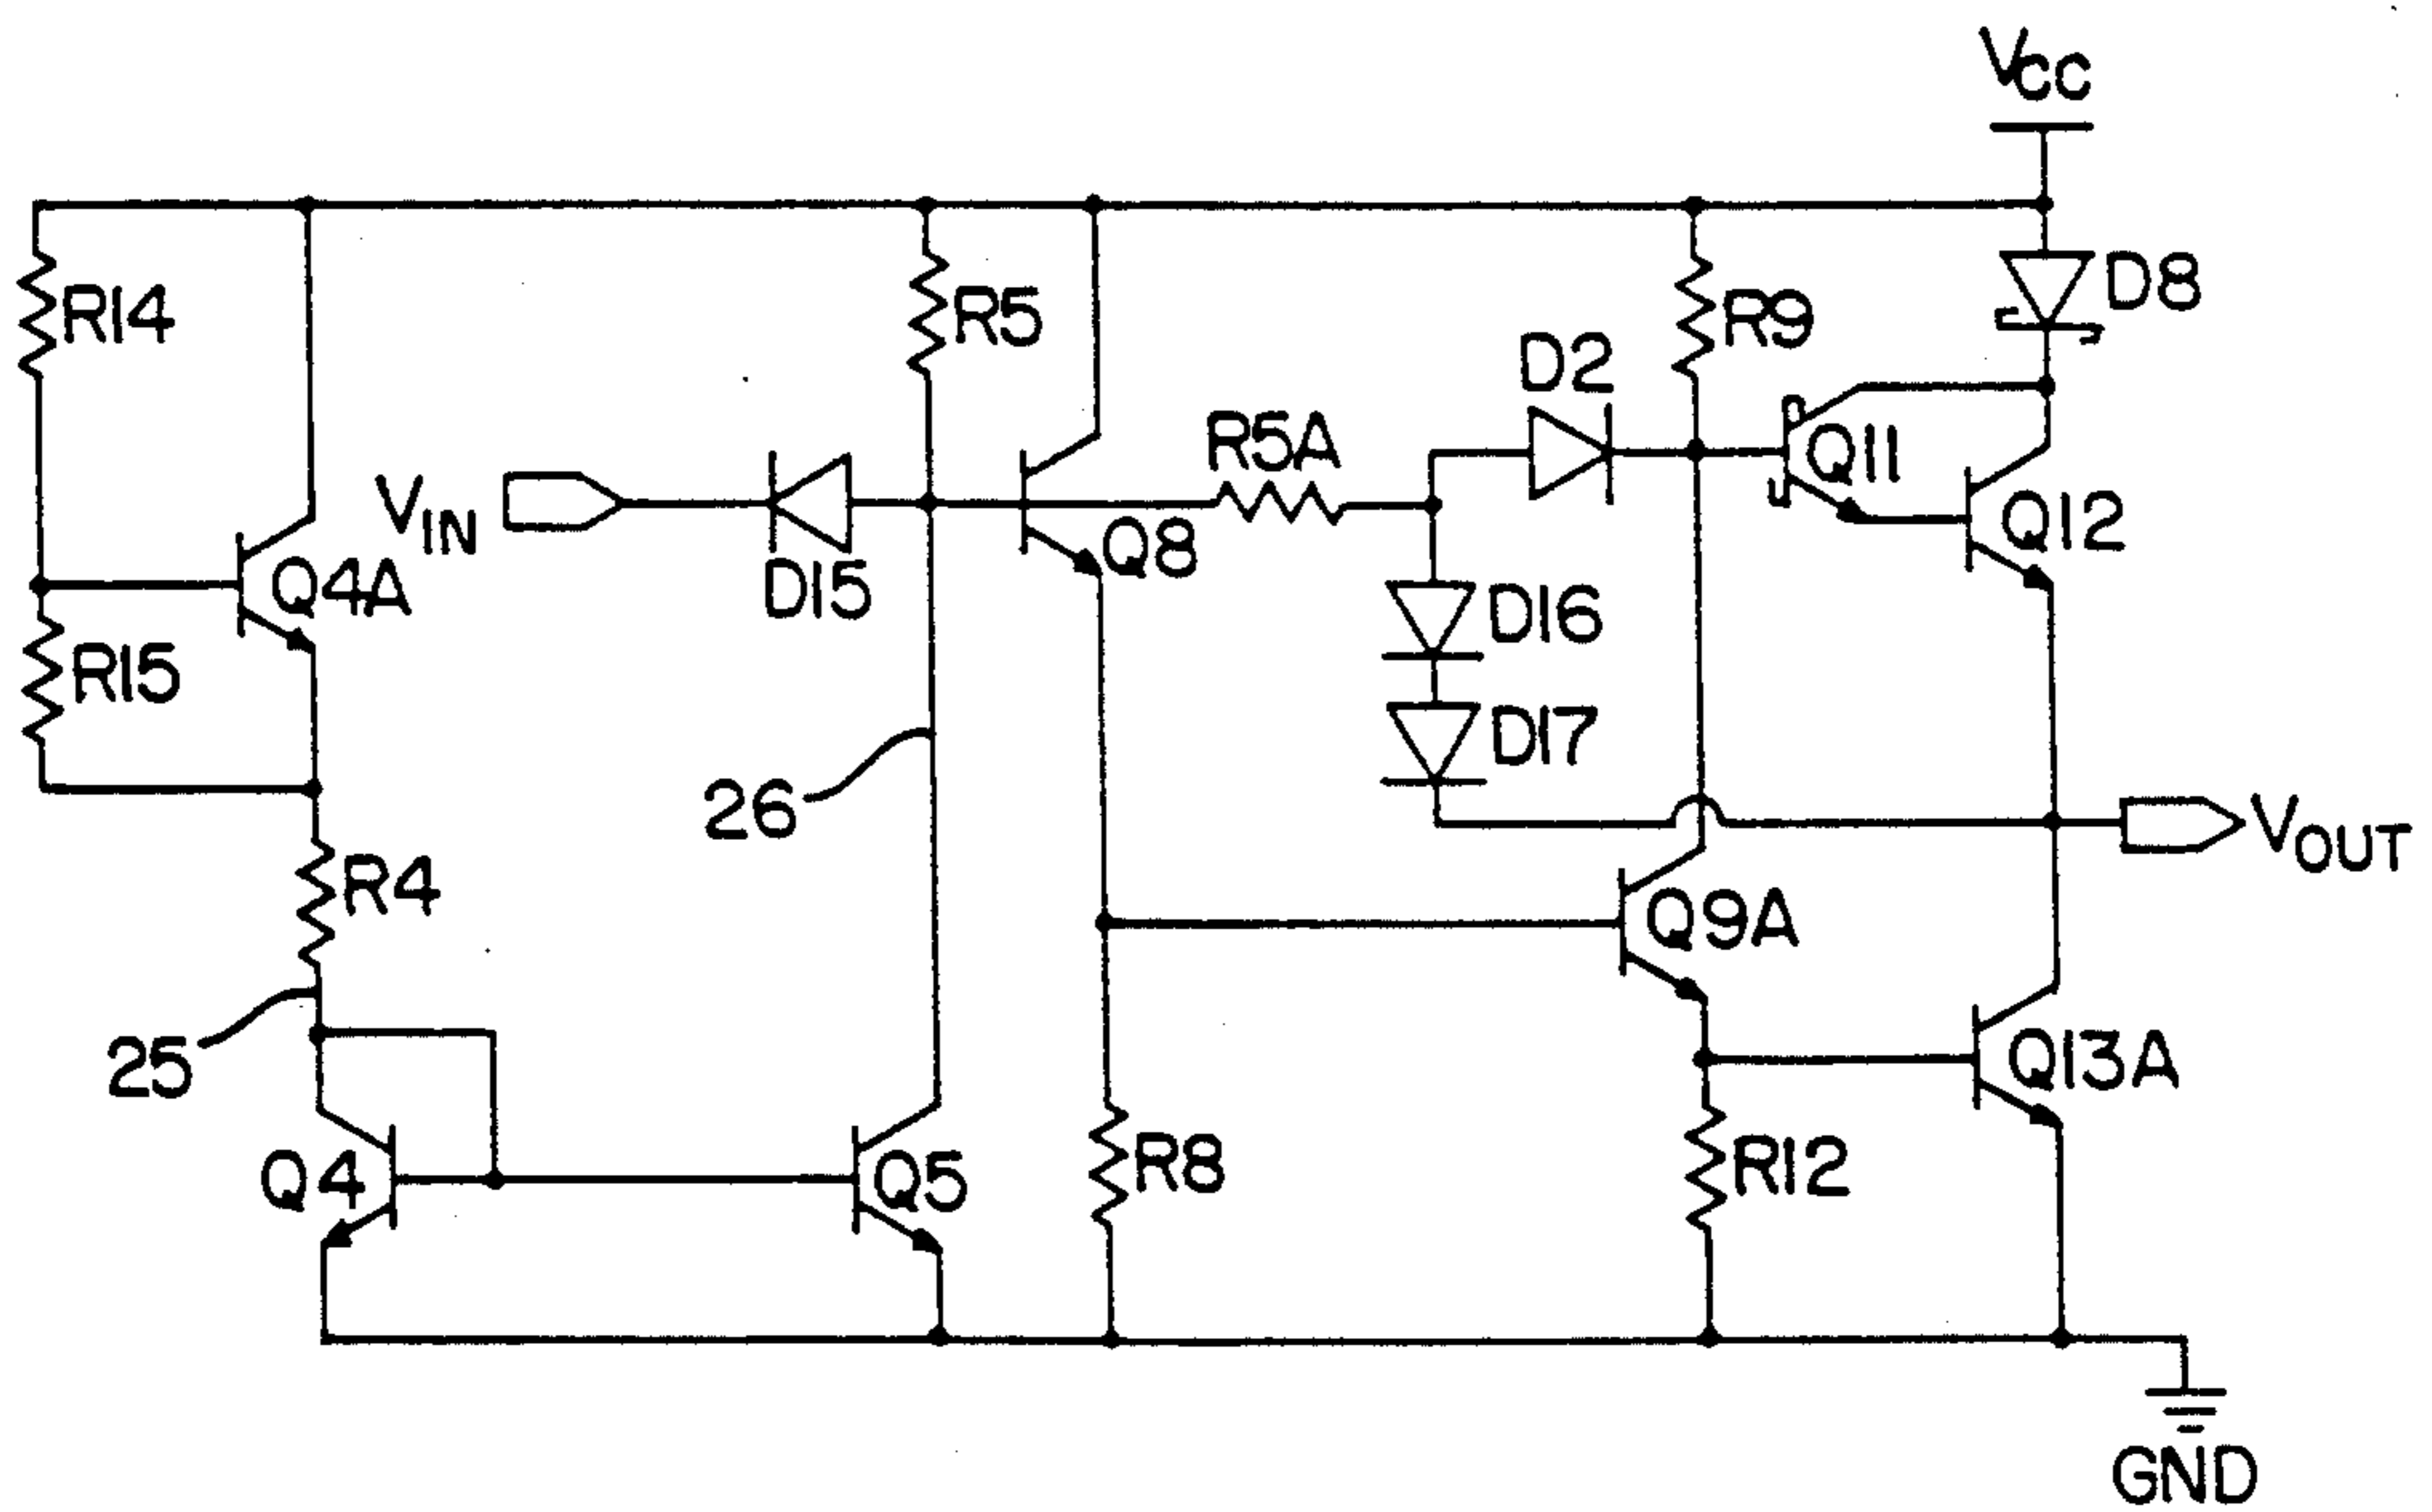 VCC
R14
R5
R9
D8
D2
R5A
Q11
VIN
Q8
Q12
D15
Q4A
D16
R15
D17
26
VOUT
R4
Q9A
25
Q13A
Q4
Q5
R8
R12
GND